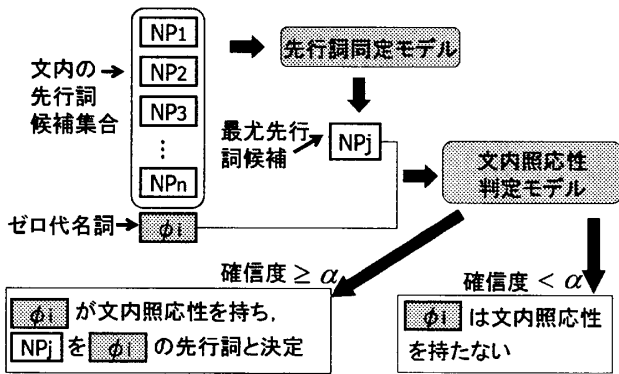 NP1
NP2
NP3
⋮
NPn
文内の
先行詞
候補集合
先行詞同定モデル
最尤先行
詞候補
NPj
文内照応性
判定モデル
ゼロ代名詞
φi
確信度 ≥ α
確信度 < α
φi が文内照応性を持ち,
NPj を φi の先行詞と決定
φi は文内照応性
を持たない